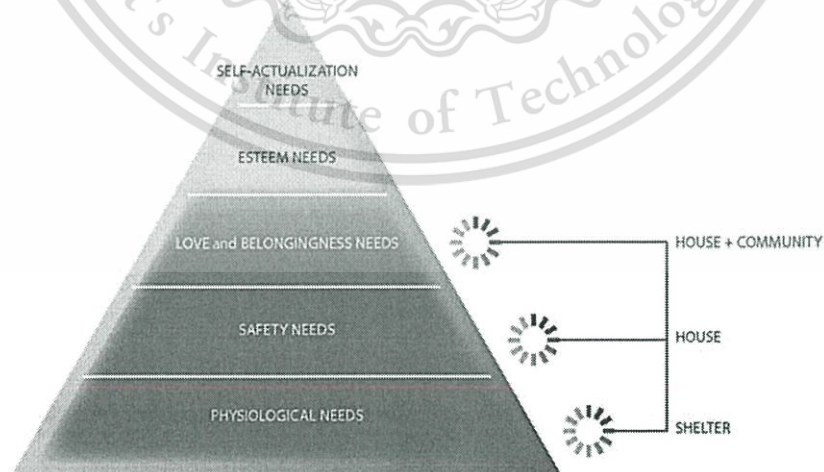 's Institute of Technolo
SELF-ACTUALIZATION
NEEDS
ESTEEM NEEDS
LOVE and BELONGINGNESS NEEDS
HOUSE + COMMUNITY
SAFETY NEEDS
HOUSE
PHYSIOLOGICAL NEEDS
SHELTER